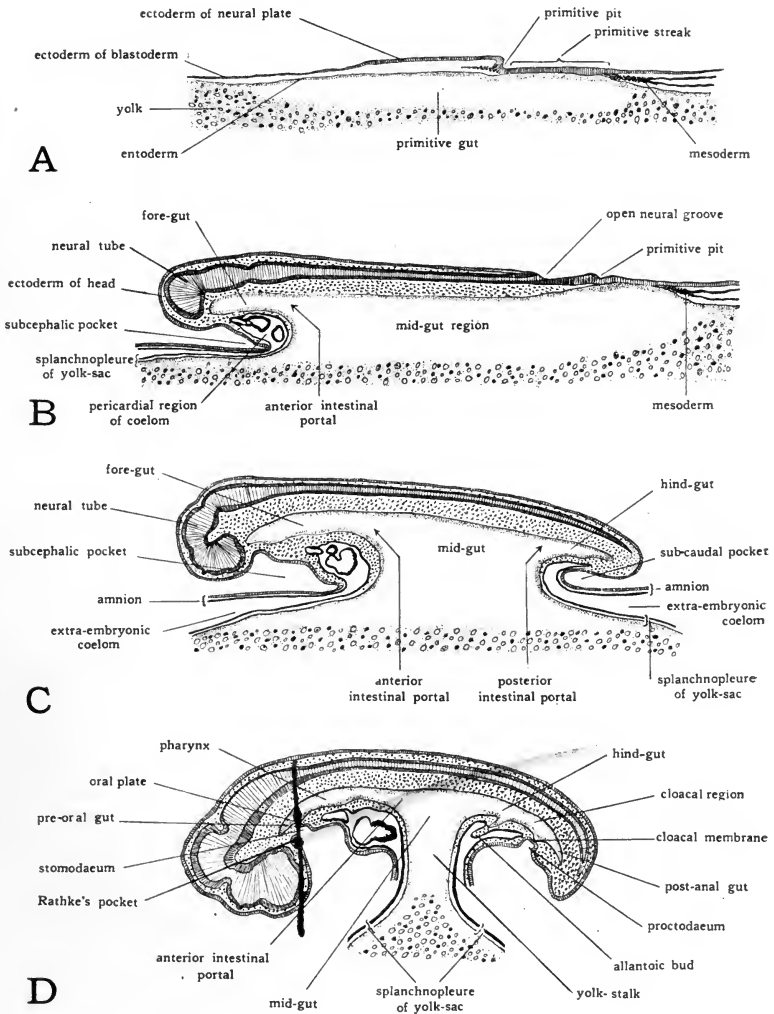 ectoderm of neural plate
primitive pit
primitive streak
ectoderm of blastoderm
yolk
entoderm
primitive gut
mesoderm
A
fore-gut
open neural groove
neural tube
primitive pit
ectoderm of head
subcephalic pocket
mid-gut region
splanchnopleure
of yolk-sac
pericardial region
of coelom
anterior intestinal
portal
mesoderm
B
fore-gut
hind-gut
neural tube
subcephalic pocket
mid-gut
sub-caudal pocket
amnion
amnion
extra-embryonic
coelom
extra-embryonic
coelom
anterior
intestinal portal
posterior
intestinal portal
splanchnopleure
of yolk-sac
C
pharynx
hind-gut
oral plate
cloacal region
pre-oral gut
cloacal membrane
stomodaeum
post-anal gut
Rathke's pocket
proctodaeum
anterior intestinal
portal
allantoic bud
mid-gut
splanchnopleure
of yolk-sac
yolk-stalk
D